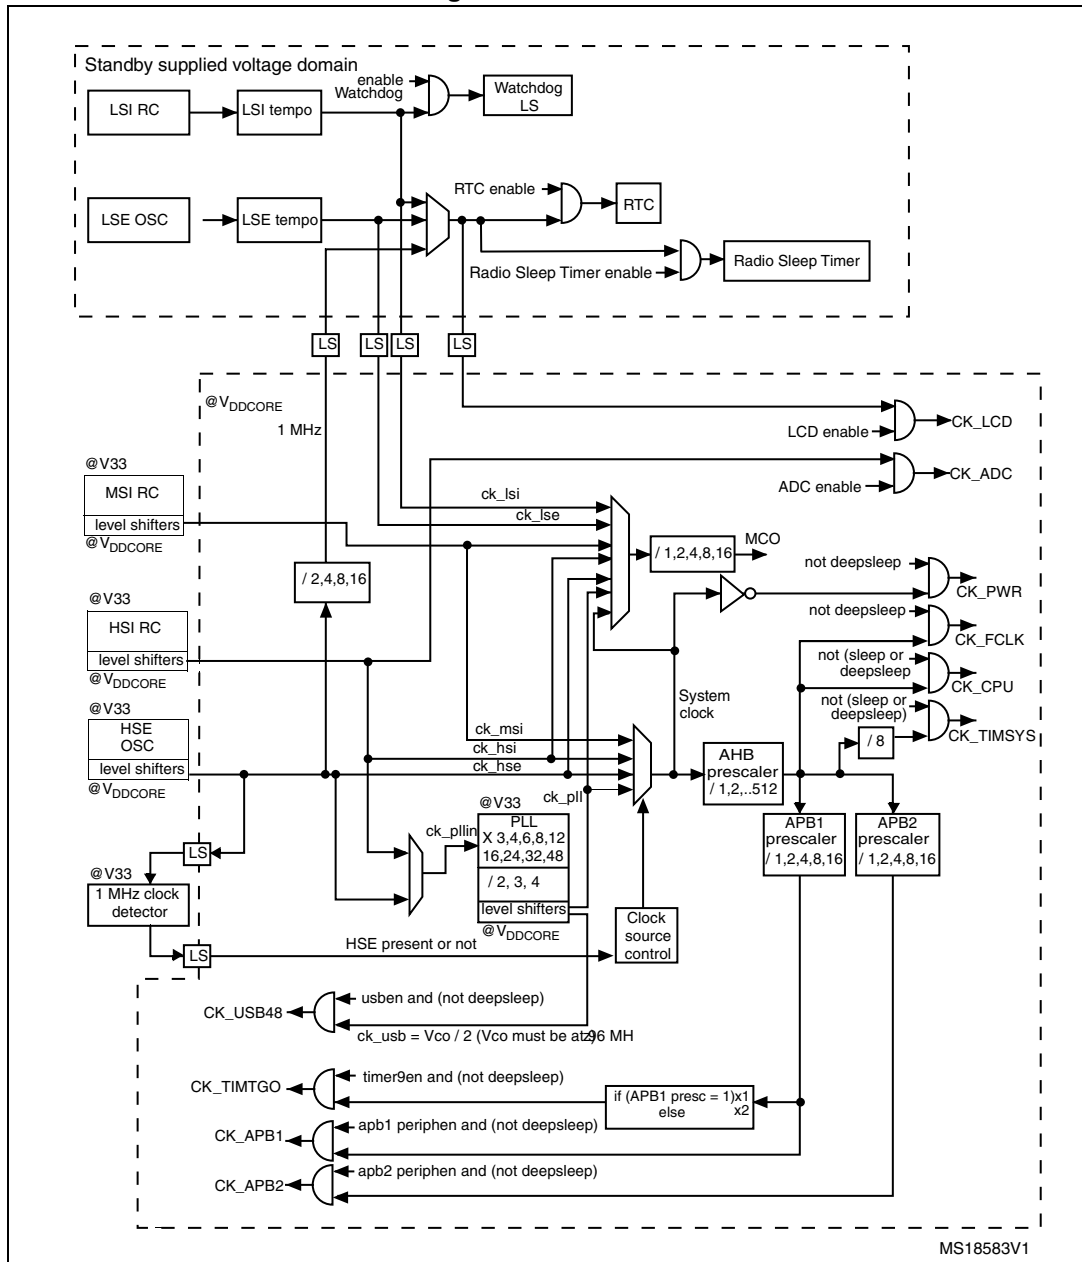 Standby supplied voltage domain
enable
Watchdog
Watchdog
LS
LSI RC
LSI tempo
RTC enable
RTC
LSE OSC
LSE tempo
Radio Sleep Timer enable
Radio Sleep Timer
LS
LS
LS
LS
@VDDCORE
1 MHz
LCD enable
CK_LCD
ADC enable
CK_ADC
@V33
MSI RC
level shifters
@VDDCORE
ck_lsi
ck_lse
/ 1,2,4,8,16
MCO
/ 2,4,8,16
not deepsleep
CK_PWR
@V33
HSI RC
level shifters
@VDDCORE
not deepsleep
CK_FCLK
not (sleep or
deepsleep
CK_CPU
not (sleep or
deepsleep)
CK_TIMSYS
System
clock
@V33
HSE
OSC
level shifters
@VDDCORE
ck_msi
ck_hsi
ck_hse
ck_pll
AHB
prescaler
/ 1,2,..512
/ 8
APB1
prescaler
/ 1,2,4,8,16
APB2
prescaler
/ 1,2,4,8,16
ck_pllin
@V33
PLL
X 3,4,6,8,12
16,24,32,48
/ 2, 3, 4
level shifters
@VDDCORE
LS
@V33
1 MHz clock
detector
LS
HSE present or not
Clock
source
control
CK_USB48
usben and (not deepsleep)
ck_usb = Vco / 2 (Vco must be atz)96 MH
CK_TIMTGO
timer9en and (not deepsleep)
if (APB1 presc = 1)x1
else x2
CK_APB1
apb1 periphen and (not deepsleep)
CK_APB2
apb2 periphen and (not deepsleep)
MS18583V1